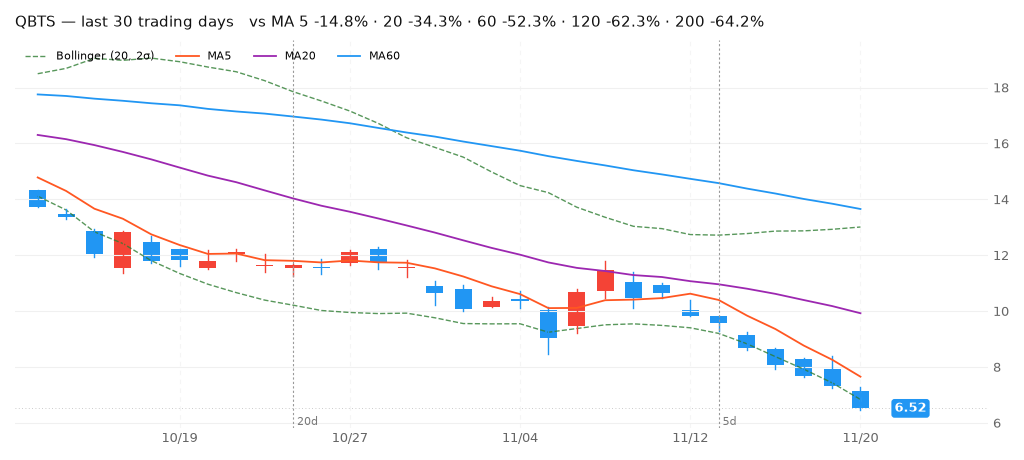 QBTS — last 30 trading days   vs MA 5 -14.8% · 20 -34.3% · 60 -52.3% · 120 -62.3% · 200 -64.2%
Bollinger (20, 2σ)   MA5   MA20   MA60
18
16
14
12
10
8
6.52
6
20d   5d
10/19   10/27   11/04   11/12   11/20